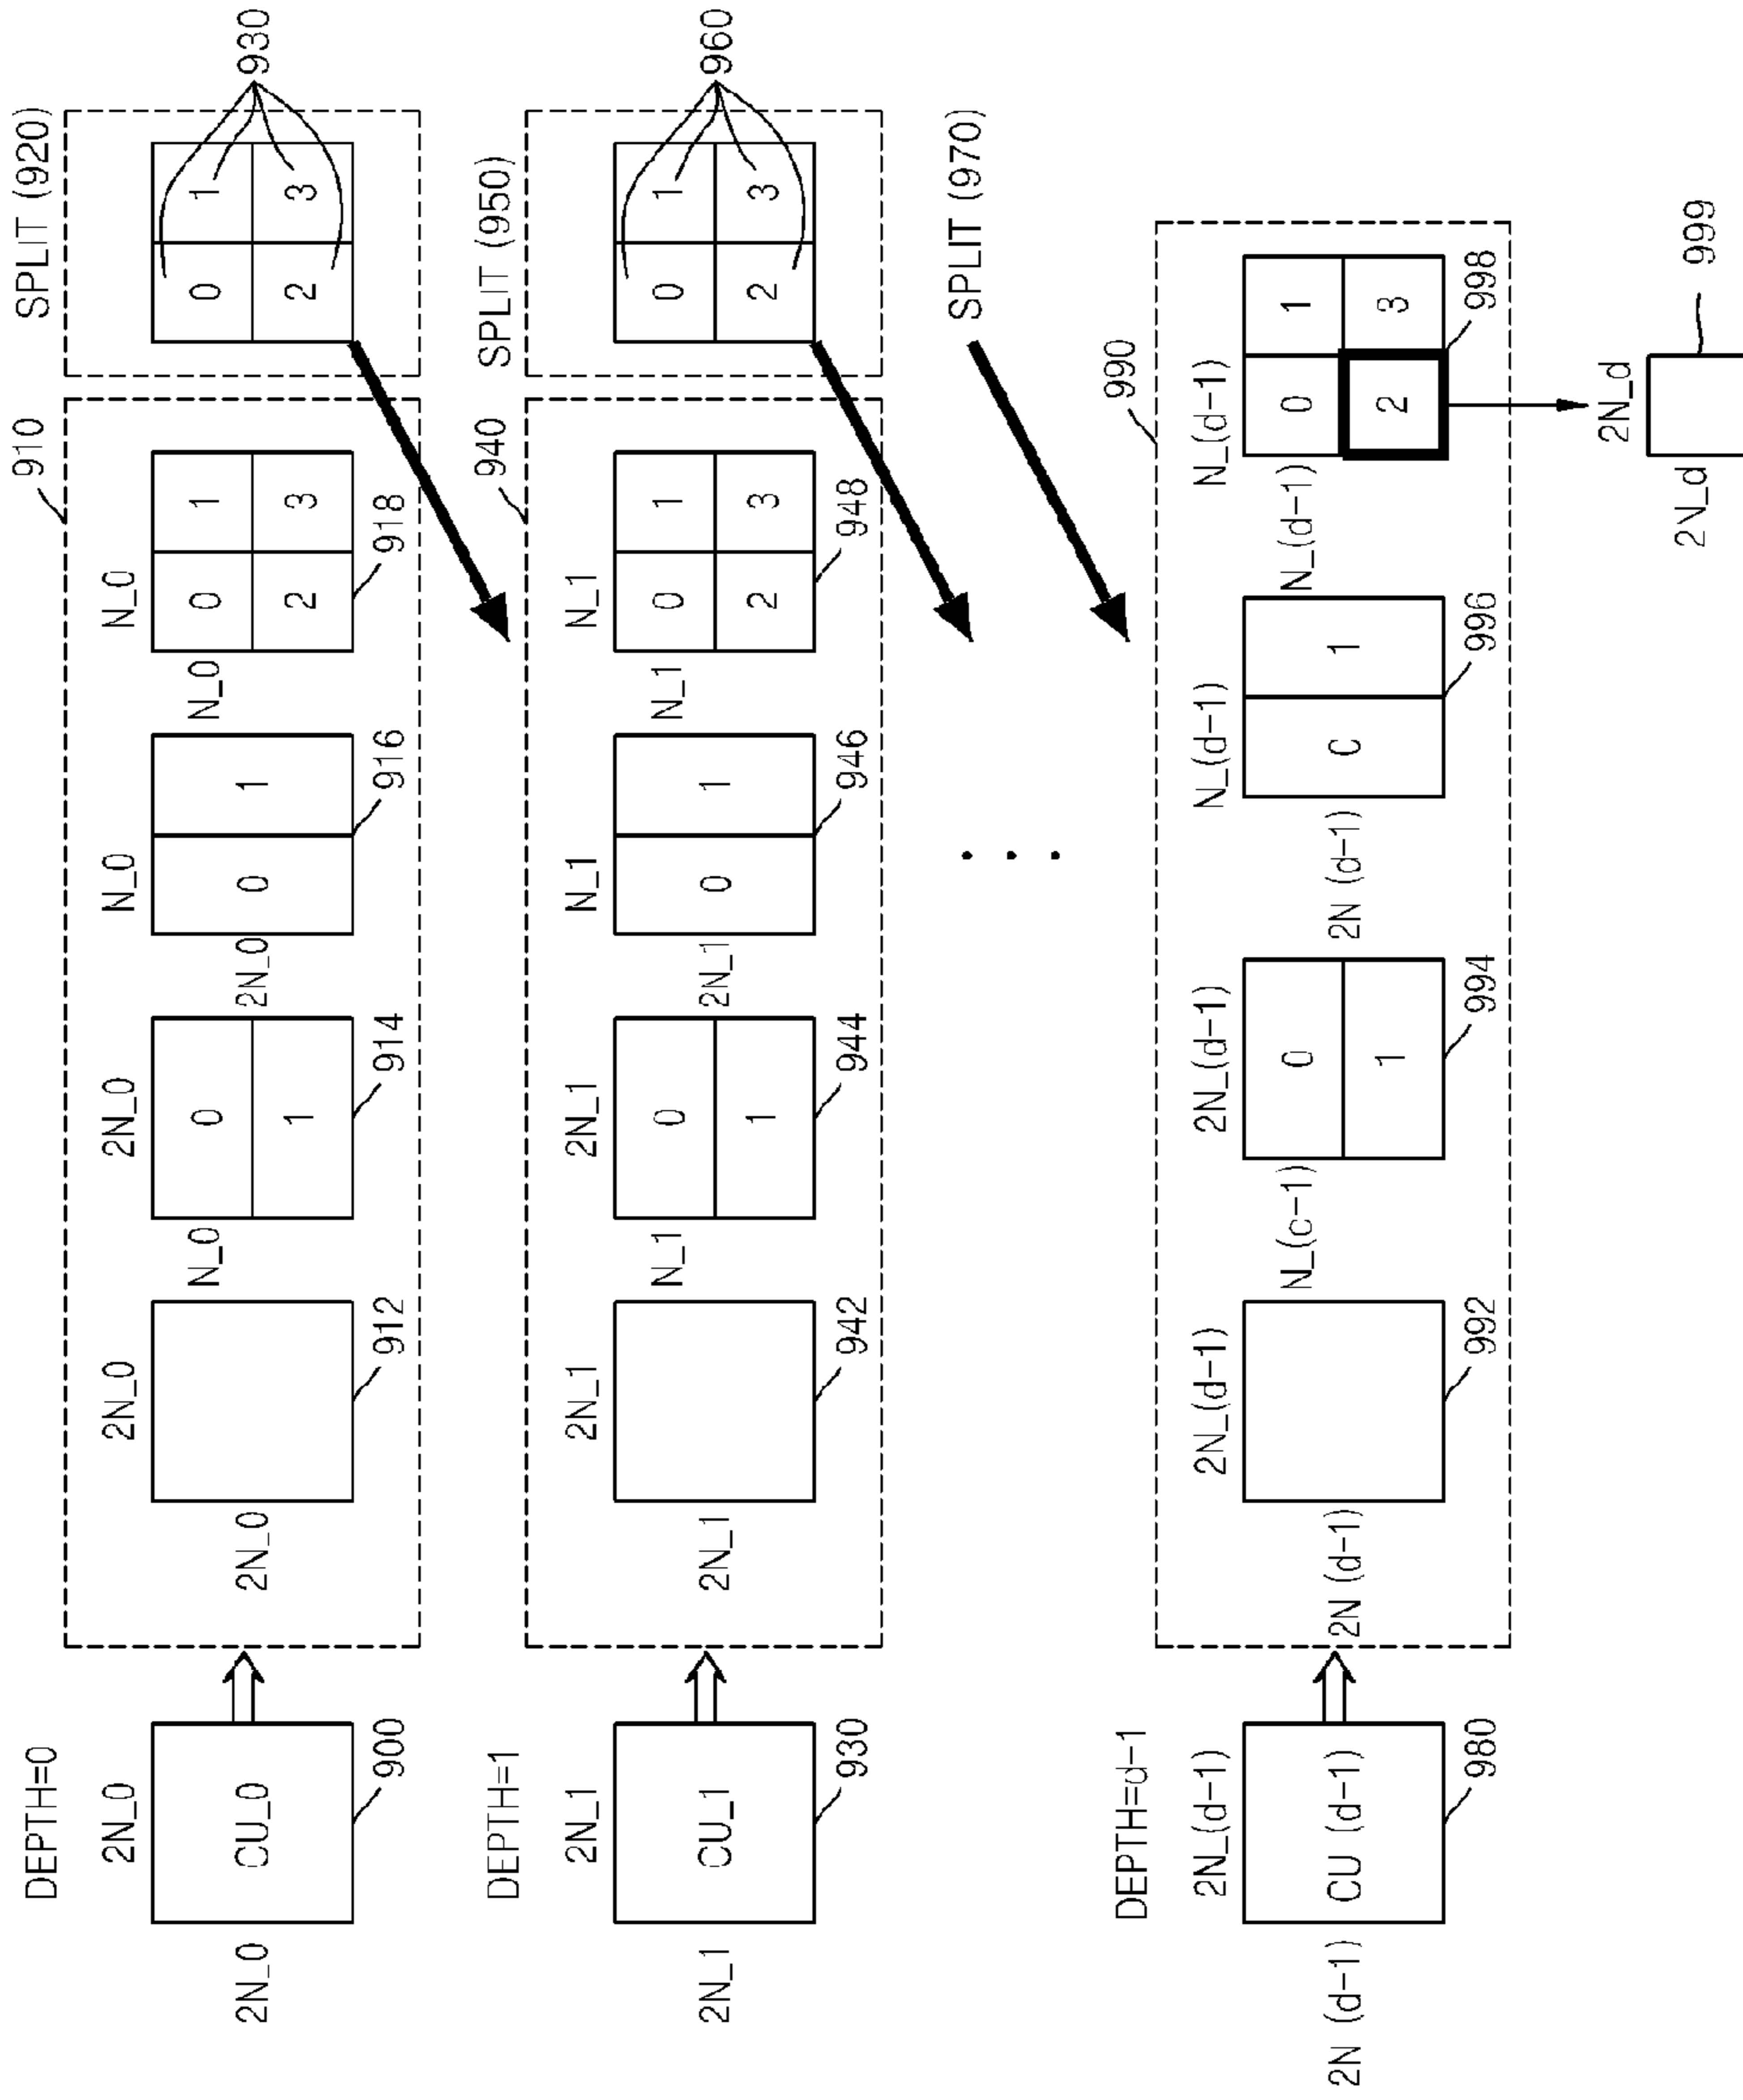 DEPTH=0
2N_0
2N_0
CU_0
900
910
2N_0
2N_0
912
2N_0
N_0
0
1
914
N_0
2N_0
0
1
916
N_0
N_0
0
1
2
3
918
SPLIT (920)
0
1
2
3
930
DEPTH=1
2N_1
2N_1
CU_1
930
940
2N_1
2N_1
942
2N_1
N_1
0
1
944
N_1
2N_1
0
1
946
N_1
N_1
0
1
2
3
948
SPLIT (950)
0
1
2
3
960
SPLIT (970)
DEPTH=d-1
2N_(d-1)
2N (d-1)
CU (d-1)
980
990
2N_(d-1)
2N (d-1)
992
2N_(d-1)
N_(c-1)
0
1
994
N_(d-1)
2N (d-1)
C
1
996
N_(d-1)
N_(d-1)
0
1
2
3
998
2N_d
2N_d
999